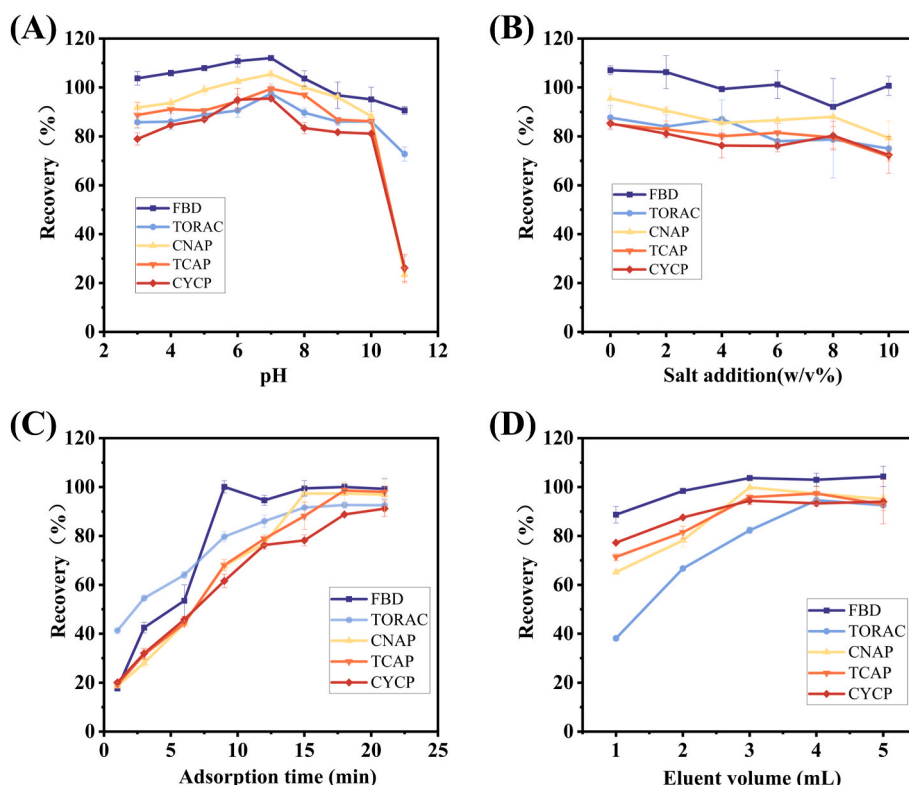 (A)
120
100
80
60
40
20
0
Recovery（%）
FBD
TORAC
CNAP
TCAP
CYCP
2 4 6 8 10 12
pH
(B)
120
100
80
60
40
20
0
Recovery（%）
FBD
TORAC
CNAP
TCAP
CYCP
0 2 4 6 8 10
Salt addition(w/v%)
(C)
120
100
80
60
40
20
0
Recovery（%）
FBD
TORAC
CNAP
TCAP
CYCP
0 5 10 15 20 25
Adsorption time (min)
(D)
120
100
80
60
40
20
0
Recovery（%）
FBD
TORAC
CNAP
TCAP
CYCP
1 2 3 4 5
Eluent volume (mL)